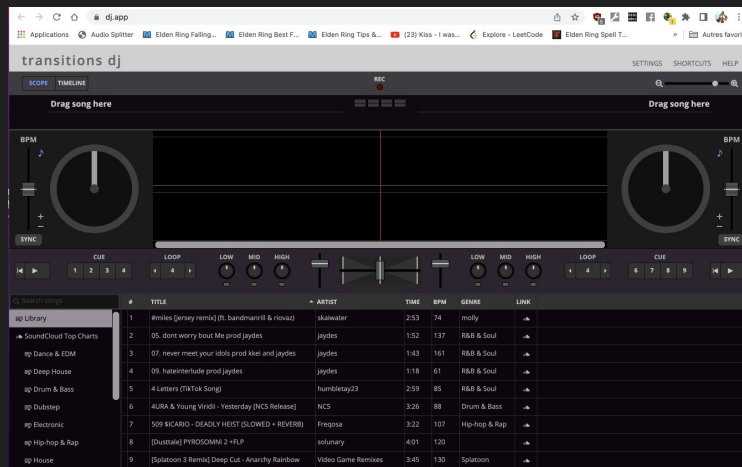 dj.app
Applications Audio Splitter Elden Ring Falling... Elden Ring Best F... Elden Ring Tips &... (23) Kiss - I was... Explore - LeetCode Elden Ring Spell T... » Autres favori
transitions dj
SETTINGS SHORTCUTS HELP
SCOPE TIMELINE REC
Drag song here Drag song here
BPM BPM
+ +
− −
SYNC SYNC
CUE LOOP LOW MID HIGH LOW MID HIGH LOOP CUE
1 2 3 4 4 4 6 7 8 9
Search songs # TITLE ARTIST TIME BPM GENRE LINK
Library 1 #miles [jersey remix] (ft. bandmanrill & riovaz) skaiwater 2:53 74 molly
SoundCloud Top Charts 2 05. dont worry bout Me prod jaydes jaydes 1:52 137 R&B & Soul
Dance & EDM 3 07. never meet your idols prod kkei and jaydes jaydes 1:43 161 R&B & Soul
Deep House 4 09. hateinterlude prod jaydes jaydes 1:18 61 R&B & Soul
Drum & Bass 5 4 Letters (TikTok Song) humbletay23 2:59 85 R&B & Soul
Dubstep 6 4URA & Young Viridii - Yesterday [NCS Release] NCS 3:26 88 Drum & Bass
Electronic 7 509 $ICARIO - DEADLY HEIST (SLOWED + REVERB) Freqosa 3:22 107 Hip-hop & Rap
Hip-hop & Rap 8 [Dusttale] PYROSOMNI 2 +FLP solunary 4:01 120
House 9 [Splatoon 3 Remix] Deep Cut - Anarchy Rainbow Video Game Remixes 3:45 130 Splatoon